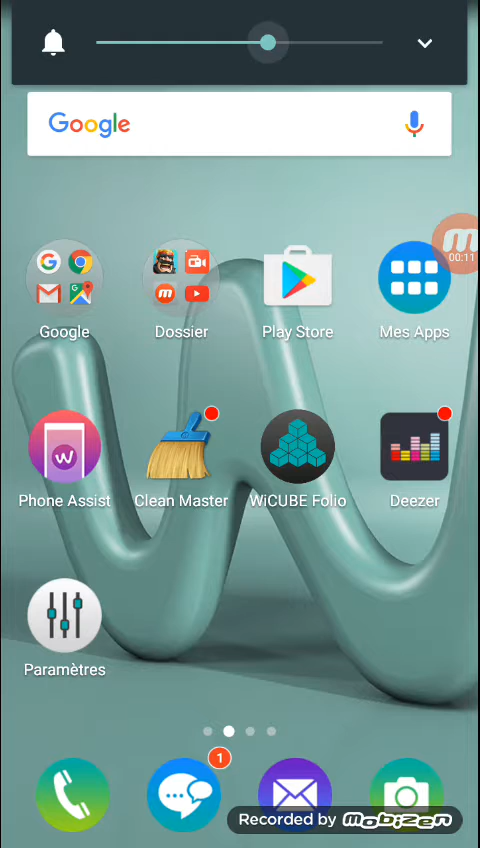 Google
00:11
Google
Dossier
Play Store
Mes Apps
Phone Assist
Clean Master
WiCUBE Folio
Deezer
Paramètres
1
Recorded by Mobizen